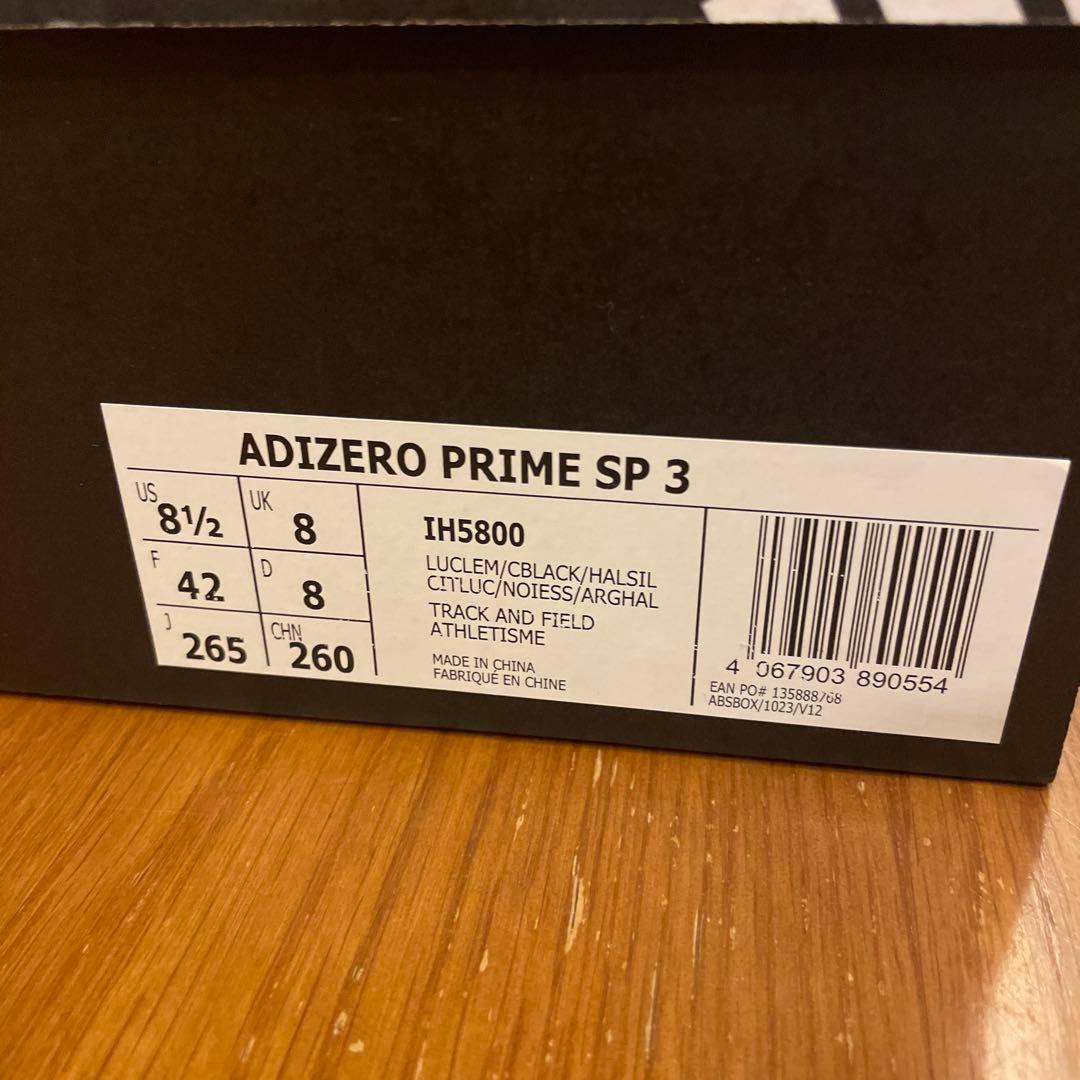 ADIZERO PRIME SP 3
US 8½ UK 8
F 42 D 8
J 265 CHN 260
IH5800
LUCLEM/CBLACK/HALSIL
CITLUC/NOIESS/ARGHAL
TRACK AND FIELD
ATHLETISME
MADE IN CHINA
FABRIQUÉ EN CHINE
4 067903 890554
EAN PO# 135888768
ABSBOX/1023/V12